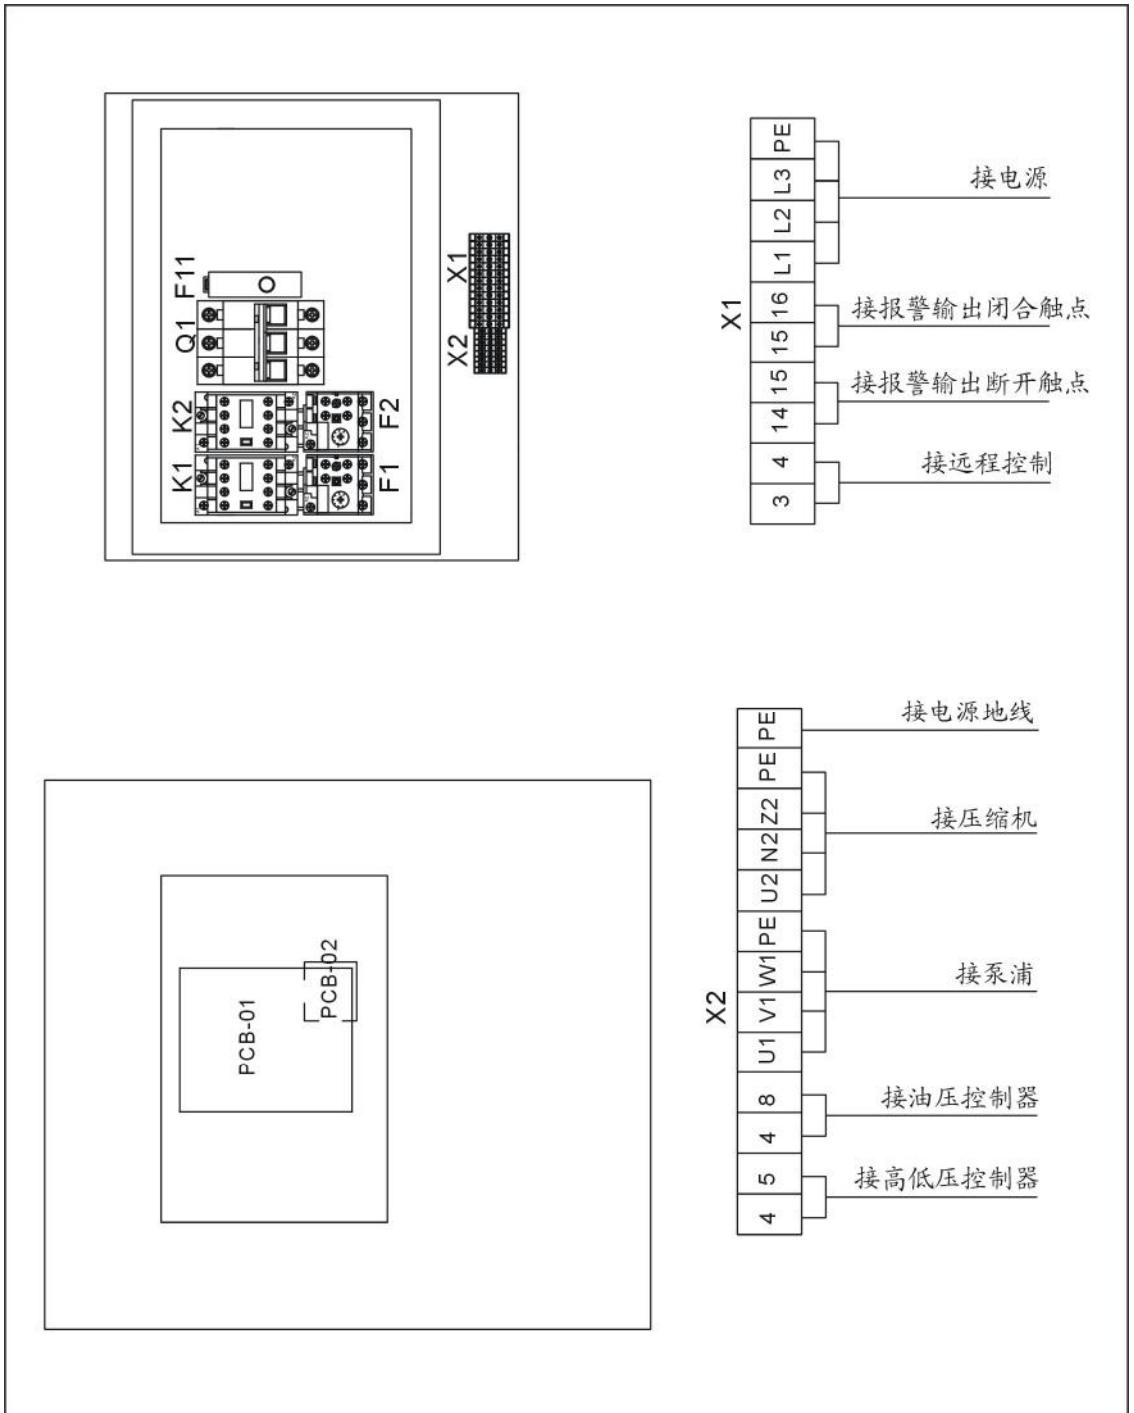 F11
Q1
K2
K1
F2
F1
X1
X2
X1
PE
L3
L2
L1
16
15
15
14
4
3
接电源
接报警输出闭合触点
接报警输出断开触点
接远程控制
PCB-01
PCB-02
X2
PE
PE
Z2
N2
U2
PE
W1
V1
U1
8
4
5
4
接电源地线
接压缩机
接泵浦
接油压控制器
接高低压控制器